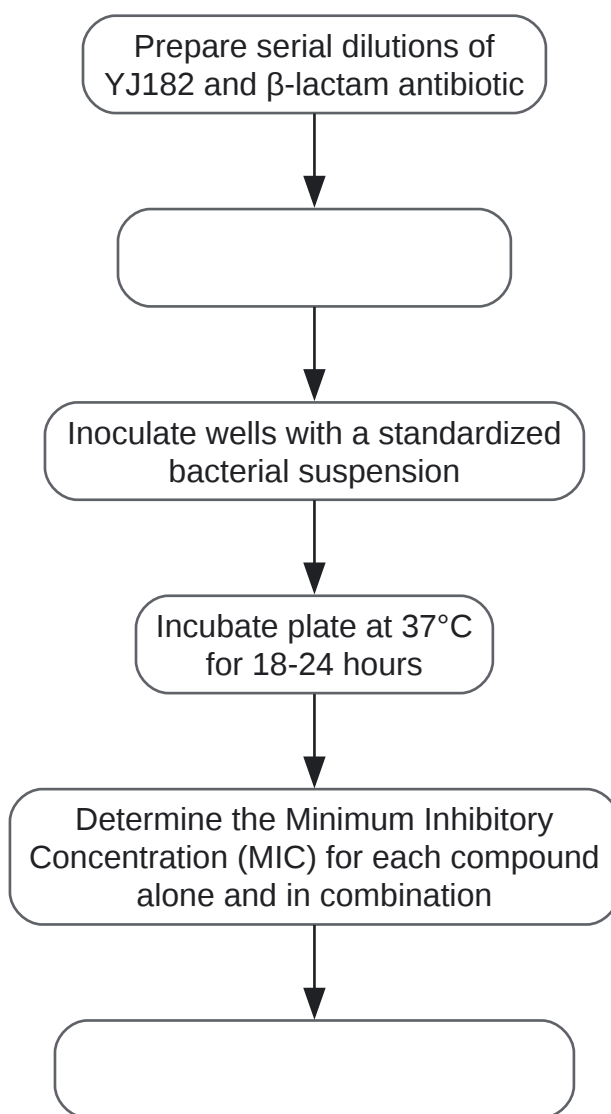 Prepare serial dilutions of
YJ182 and β-lactam antibiotic
Inoculate wells with a standardized
bacterial suspension
Incubate plate at 37°C
for 18-24 hours
Determine the Minimum Inhibitory
Concentration (MIC) for each compound
alone and in combination